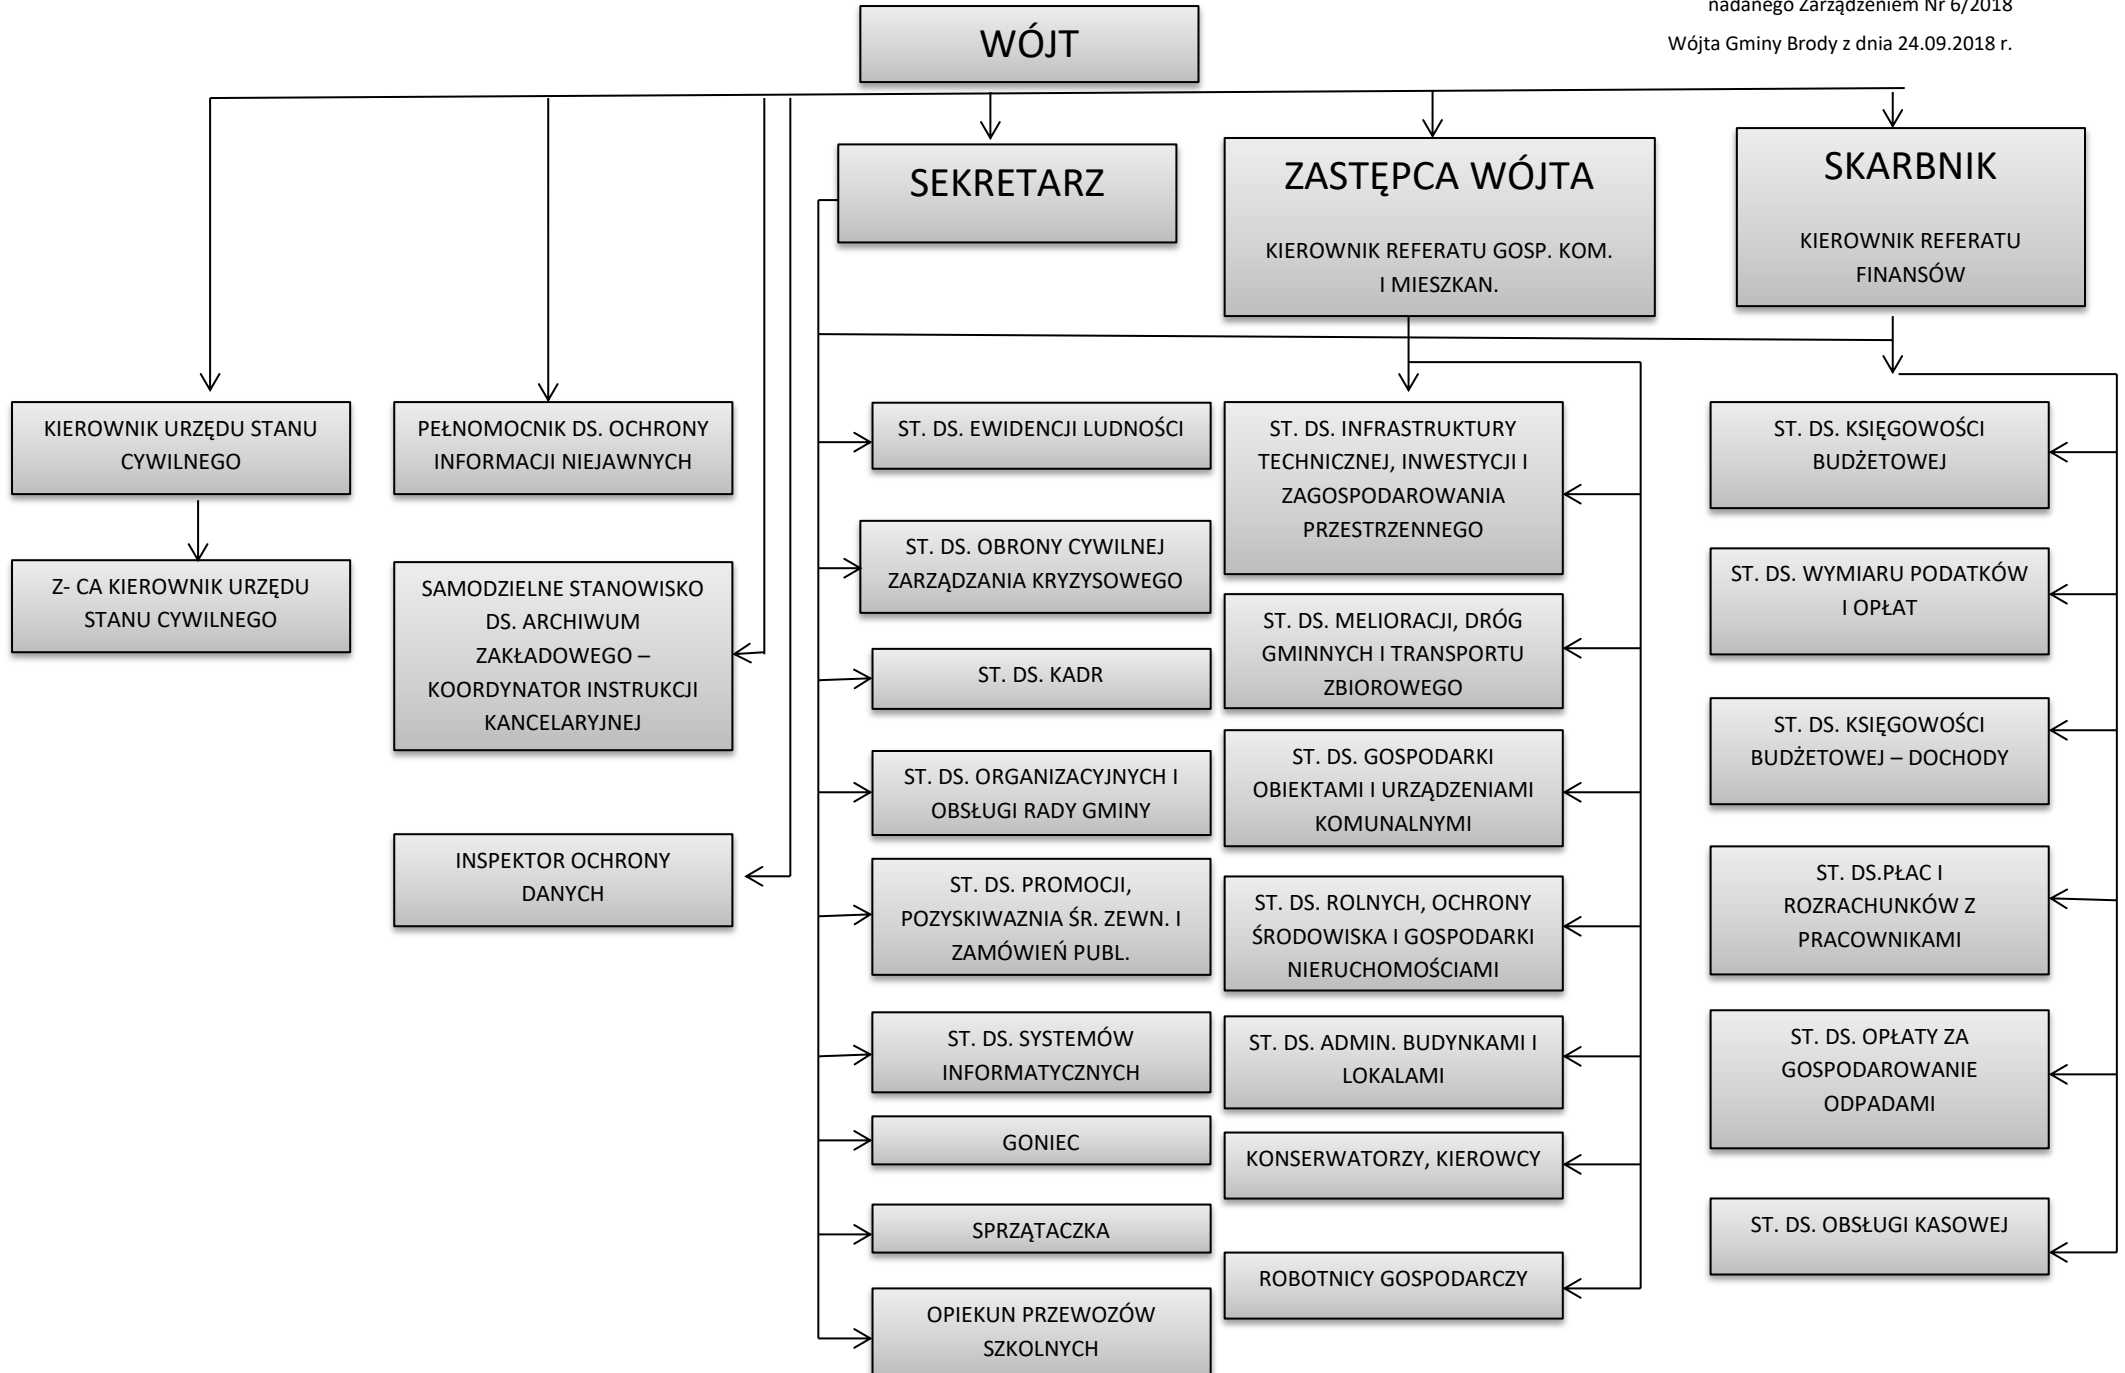 nadanego Zarządzeniem Nr 6/2018
Wójta Gminy Brody z dnia 24.09.2018 r.
WÓJT
SEKRETARZ
ZASTĘPCA WÓJTA
KIEROWNIK REFERATU GOSP. KOM.
I MIESZKAN.
SKARBNIK
KIEROWNIK REFERATU
FINANSÓW
KIEROWNIK URZĘDU STANU
CYWILNEGO
Z- CA KIEROWNIK URZĘDU
STANU CYWILNEGO
PEŁNOMOCNIK DS. OCHRONY
INFORMACJI NIEJAWNYCH
SAMODZIELNE STANOWISKO
DS. ARCHIWUM
ZAKŁADOWEGO –
KOORDYNATOR INSTRUKCJI
KANCELARYJNEJ
INSPEKTOR OCHRONY
DANYCH
ST. DS. EWIDENCJI LUDNOŚCI
ST. DS. OBRONY CYWILNEJ
ZARZĄDZANIA KRYZYSOWEGO
ST. DS. KADR
ST. DS. ORGANIZACYJNYCH I
OBSŁUGI RADY GMINY
ST. DS. PROMOCJI,
POZYSKIWAZNIA ŚR. ZEWN. I
ZAMÓWIEŃ PUBL.
ST. DS. SYSTEMÓW
INFORMATYCZNYCH
GONIEC
SPRZĄTACZKA
OPIEKUN PRZEWOZÓW
SZKOLNYCH
ST. DS. INFRASTRUKTURY
TECHNICZNEJ, INWESTYCJI I
ZAGOSPODAROWANIA
PRZESTRZENNEGO
ST. DS. MELIORACJI, DRÓG
GMINNYCH I TRANSPORTU
ZBIOROWEGO
ST. DS. GOSPODARKI
OBIEKTAMI I URZĄDZENIAMI
KOMUNALNYMI
ST. DS. ROLNYCH, OCHRONY
ŚRODOWISKA I GOSPODARKI
NIERUCHOMOŚCIAMI
ST. DS. ADMIN. BUDYNKAMI I
LOKALAMI
KONSERWATORZY, KIEROWCY
ROBOTNICY GOSPODARCZY
ST. DS. KSIĘGOWOŚCI
BUDŻETOWEJ
ST. DS. WYMIARU PODATKÓW
I OPŁAT
ST. DS. KSIĘGOWOŚCI
BUDŻETOWEJ – DOCHODY
ST. DS.PŁAC I
ROZRACHUNKÓW Z
PRACOWNIKAMI
ST. DS. OPŁATY ZA
GOSPODAROWANIE
ODPADAMI
ST. DS. OBSŁUGI KASOWEJ